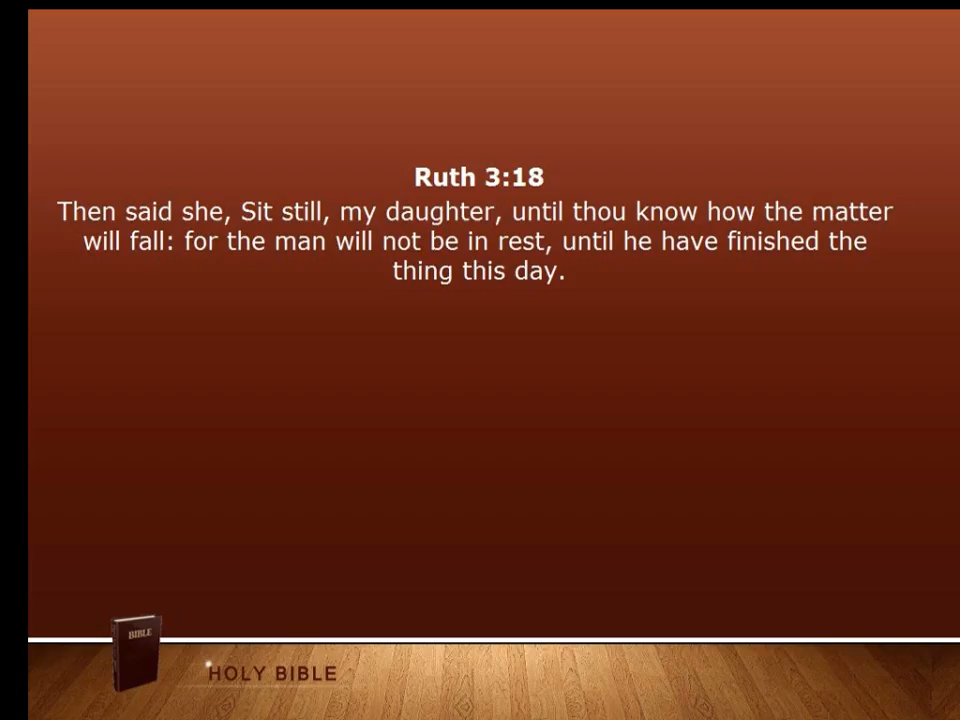 Ruth 3:18
Then said she, Sit still, my daughter, until thou know how the matter
will fall: for the man will not be in rest, until he have finished the
thing this day.
BIBLE
HOLY BIBLE